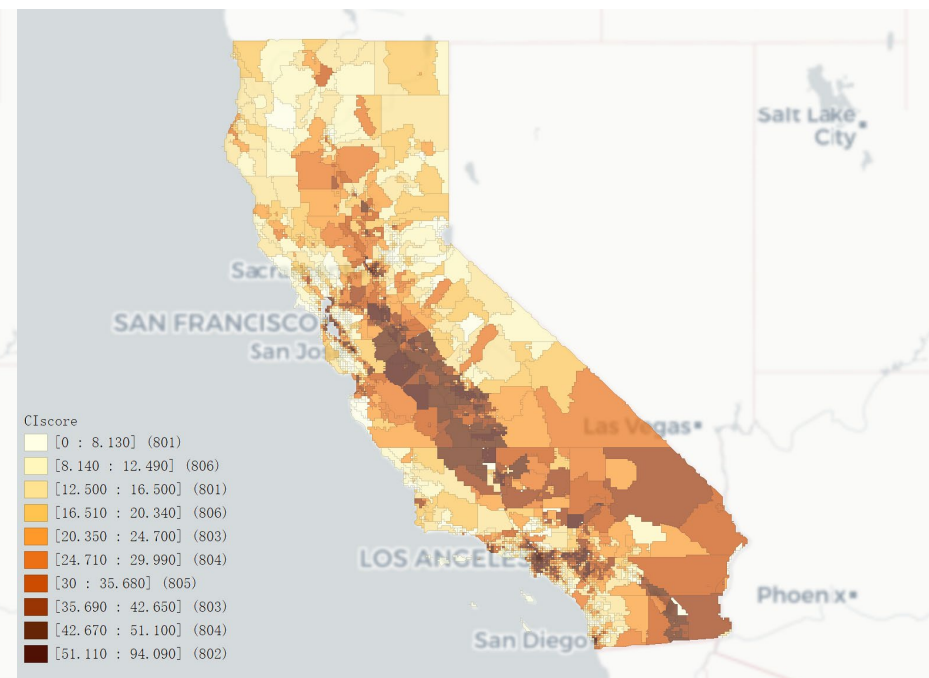 Salt Lake
City
Sacr
SAN FRANCISCO
San Jo
CIscore
[0 : 8.130] (801)
[8.140 : 12.490] (806)
[12.500 : 16.500] (801)
[16.510 : 20.340] (806)
[20.350 : 24.700] (803)
[24.710 : 29.990] (804)
[30 : 35.680] (805)
[35.690 : 42.650] (803)
[42.670 : 51.100] (804)
[51.110 : 94.090] (802)
Las Vegas
LOS ANGELES
Phoenix
San Diego